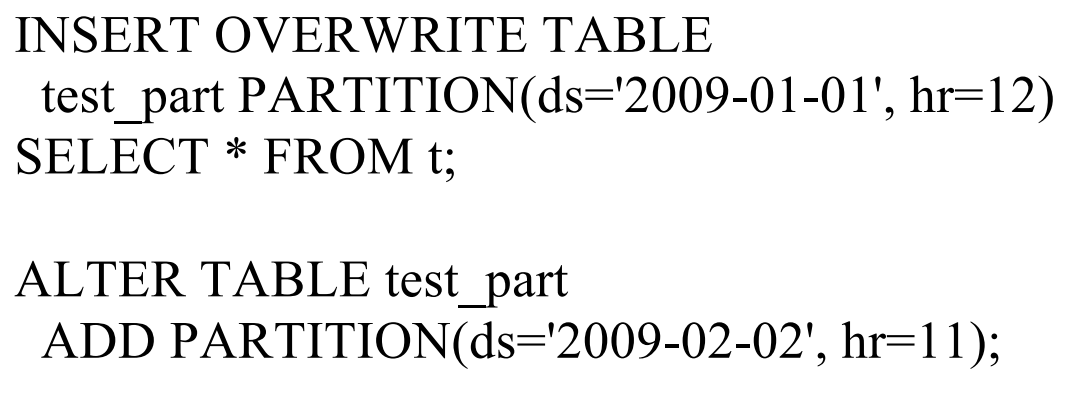 INSERT OVERWRITE TABLE
test_part PARTITION(ds='2009-01-01', hr=12)
SELECT * FROM t;
ALTER TABLE test_part
ADD PARTITION(ds='2009-02-02', hr=11);